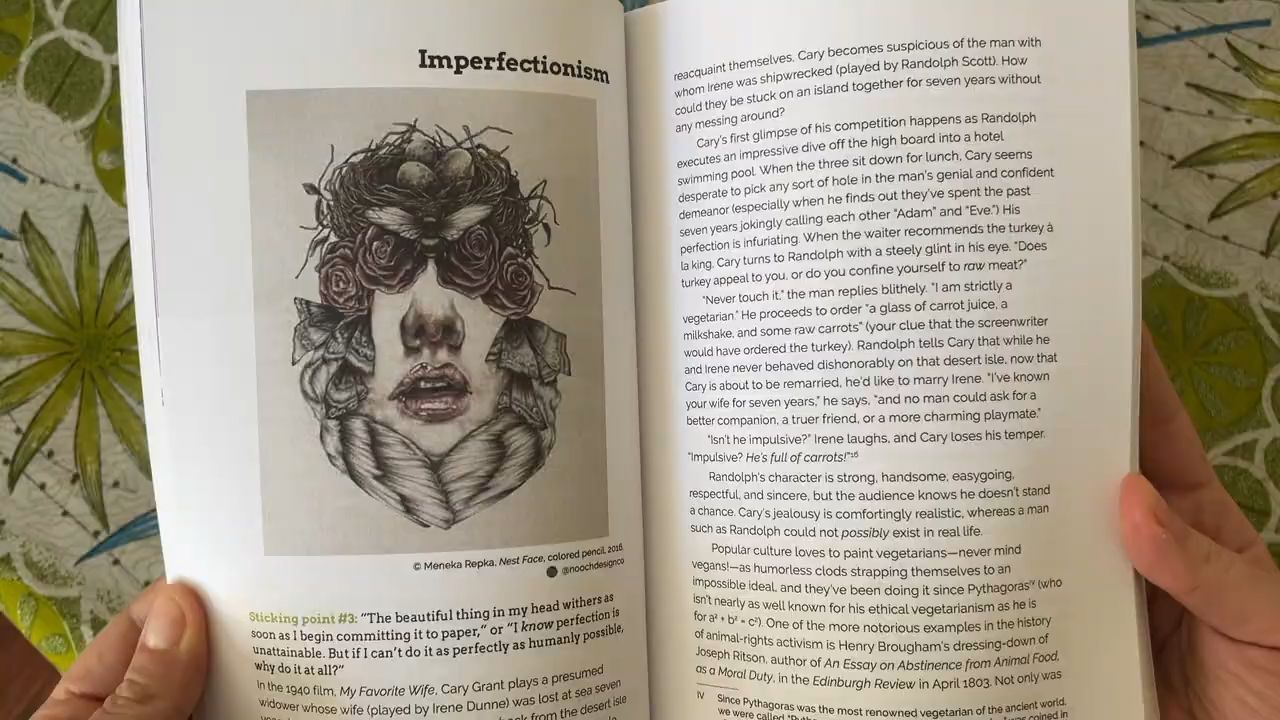 Imperfectionism
© Meneka Repka, Nest Face, colored pencil, 2016.
@noochdesignco
Sticking point #3: “The beautiful thing in my head withers as
soon as I begin committing it to paper,” or “I know perfection is
unattainable. But if I can’t do it as perfectly as humanly possible,
why do it at all?”
In the 1940 film, My Favorite Wife, Cary Grant plays a presumed
widower whose wife (played by Irene Dunne) was lost at sea seven
from the desert isle
reacquaint themselves, Cary becomes suspicious of the man with
whom Irene was shipwrecked (played by Randolph Scott). How
could they be stuck on an island together for seven years without
any messing around?
Cary’s first glimpse of his competition happens as Randolph
executes an impressive dive off the high board into a hotel
swimming pool. When the three sit down for lunch, Cary seems
desperate to pick any sort of hole in the man’s genial and confident
demeanor (especially when he finds out they’ve spent the past
seven years jokingly calling each other “Adam” and “Eve.”) His
perfection is infuriating. When the waiter recommends the turkey à
la king, Cary turns to Randolph with a steely glint in his eye. “Does
turkey appeal to you, or do you confine yourself to raw meat?”
“Never touch it,” the man replies blithely. “I am strictly a
vegetarian.” He proceeds to order “a glass of carrot juice, a
milkshake, and some raw carrots” (your clue that the screenwriter
would have ordered the turkey). Randolph tells Cary that while he
and Irene never behaved dishonorably on that desert isle, now that
Cary is about to be remarried, he’d like to marry Irene. “I’ve known
your wife for seven years,” he says, “and no man could ask for a
better companion, a truer friend, or a more charming playmate.”
“Isn’t he impulsive?” Irene laughs, and Cary loses his temper.
“Impulsive? He’s full of carrots!”¹⁶
Randolph’s character is strong, handsome, easygoing,
respectful, and sincere, but the audience knows he doesn’t stand
a chance. Cary’s jealousy is comfortingly realistic, whereas a man
such as Randolph could not possibly exist in real life.
Popular culture loves to paint vegetarians—never mind
vegans!—as humorless clods strapping themselves to an
impossible ideal, and they’ve been doing it since Pythagorasᴵⱽ (who
isn’t nearly as well known for his ethical vegetarianism as he is
for a² + b² = c²). One of the more notorious examples in the history
of animal-rights activism is Henry Brougham’s dressing-down of
Joseph Ritson, author of An Essay on Abstinence from Animal Food,
as a Moral Duty, in the Edinburgh Review in April 1803. Not only was
IV Since Pythagoras was the most renowned vegetarian of the ancient world,
we were called